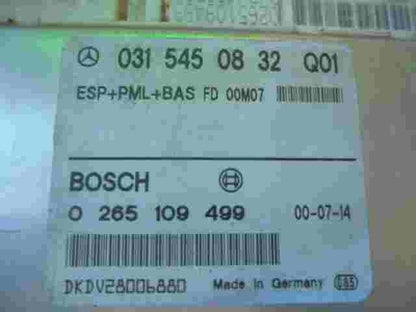 031 545 08 32 Q01
ESP+PML+BAS FD 00M07
BOSCH
0 265 109 499 00-07-14
DKDV28006880 Made in Germany